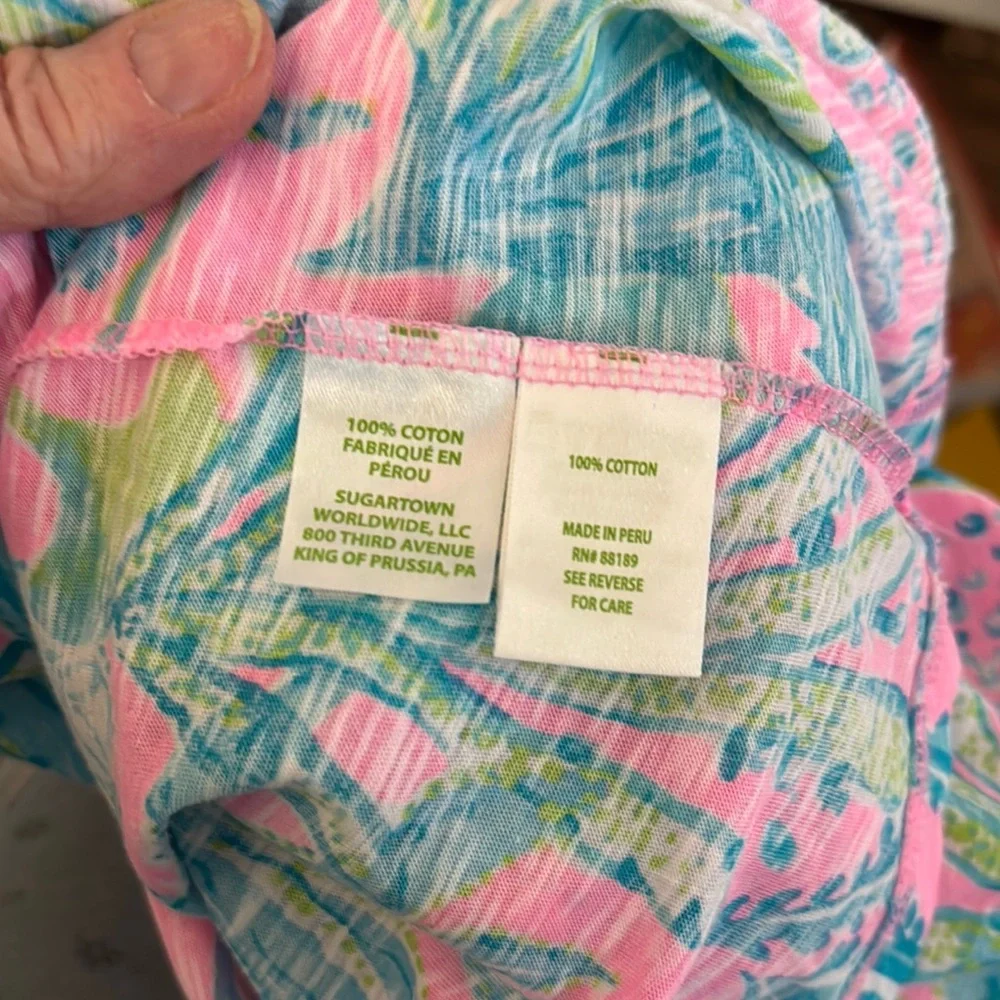 100% COTON
FABRIQUÉ EN
PÉROU
SUGARTOWN
WORLDWIDE, LLC
800 THIRD AVENUE
KING OF PRUSSIA, PA
100% COTTON
MADE IN PERU
RN# 88189
SEE REVERSE
FOR CARE